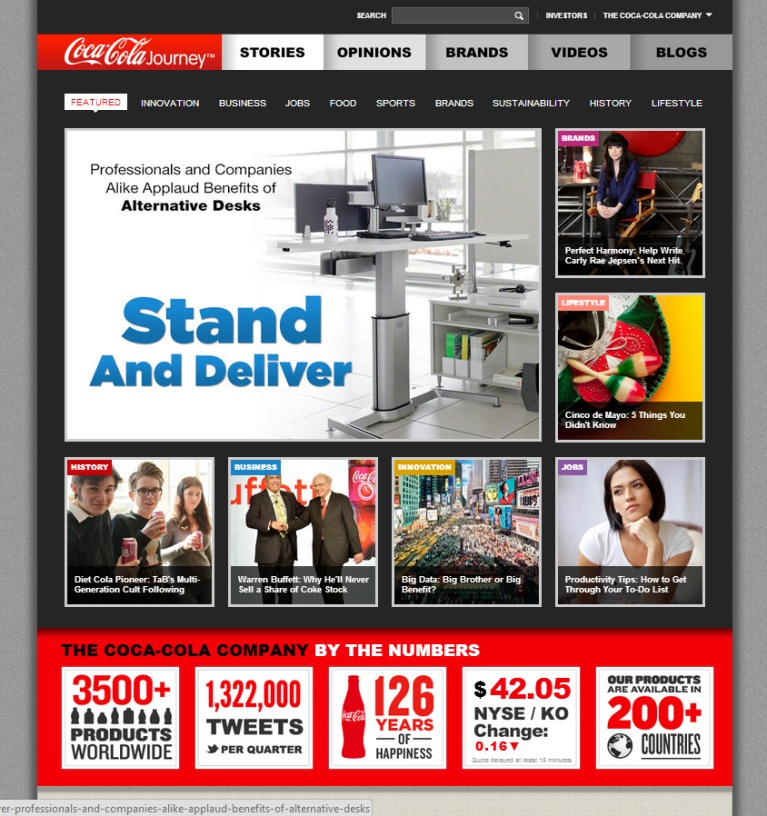 SEARCH
INVESTORS
THE COCA-COLA COMPANY
Coca-Cola Journey™
STORIES
OPINIONS
BRANDS
VIDEOS
BLOGS
FEATURED
INNOVATION
BUSINESS
JOBS
FOOD
SPORTS
BRANDS
SUSTAINABILITY
HISTORY
LIFESTYLE
Professionals and Companies
Alike Applaud Benefits of
Alternative Desks
Stand
And Deliver
BRANDS
Perfect Harmony: Help Write
Carly Rae Jepsen's Next Hit
LIFESTYLE
Cinco de Mayo: 5 Things You
Didn't Know
HISTORY
Diet Cola Pioneer: TaB's Multi-
Generation Cult Following
BUSINESS
Warren Buffett: Why He'll Never
Sell a Share of Coke Stock
INNOVATION
Big Data: Big Brother or Big
Benefit?
JOBS
Productivity Tips: How to Get
Through Your To-Do List
THE COCA-COLA COMPANY BY THE NUMBERS
3500+
PRODUCTS
WORLDWIDE
1,322,000
TWEETS
PER QUARTER
Coca-Cola
126
YEARS
OF
HAPPINESS
$42.05
NYSE / KO
Change:
0.16▼
Quote delayed at least 15 minutes
OUR PRODUCTS
ARE AVAILABLE IN
200+
COUNTRIES
er-professionals-and-companies-alike-applaud-benefits-of-alternative-desks